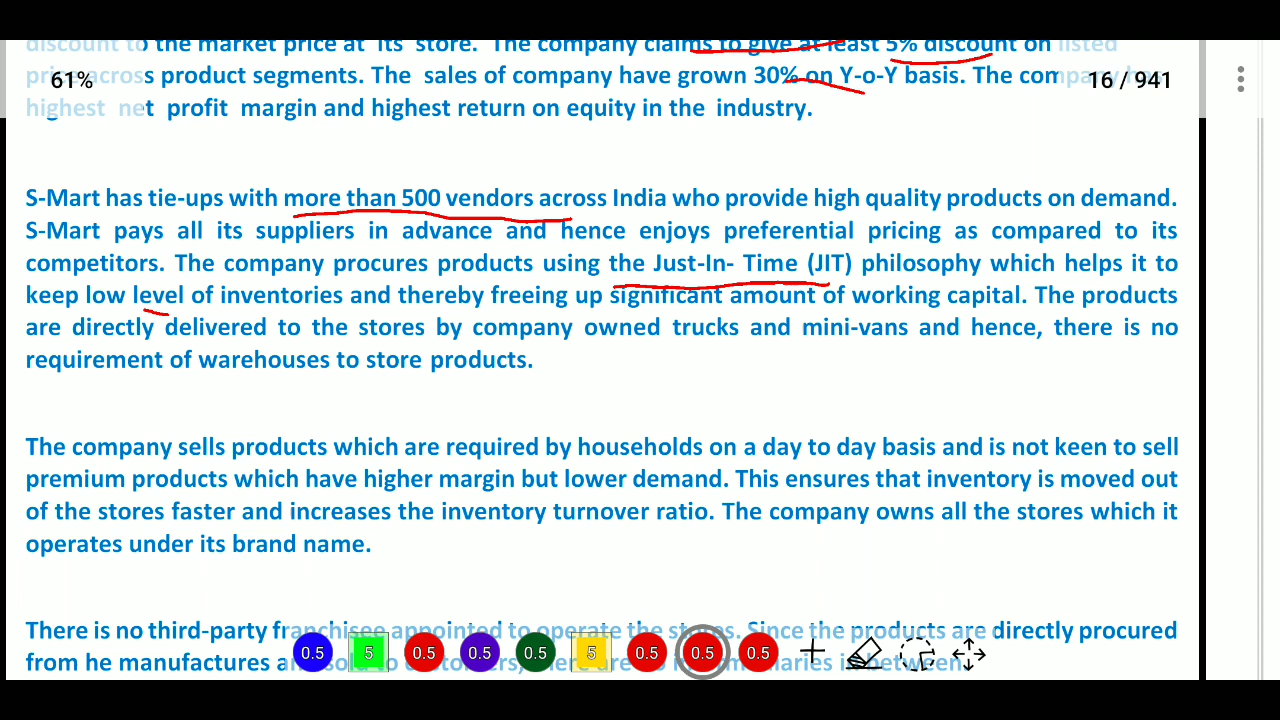 discount to the market price at its store. The company claims to give at least 5% discount on listed
price across product segments. The sales of company have grown 30% on Y-o-Y basis. The company has
61%
16 / 941
highest net profit margin and highest return on equity in the industry.
S-Mart has tie-ups with more than 500 vendors across India who provide high quality products on demand.
S-Mart pays all its suppliers in advance and hence enjoys preferential pricing as compared to its
competitors. The company procures products using the Just-In- Time (JIT) philosophy which helps it to
keep low level of inventories and thereby freeing up significant amount of working capital. The products
are directly delivered to the stores by company owned trucks and mini-vans and hence, there is no
requirement of warehouses to store products.
The company sells products which are required by households on a day to day basis and is not keen to sell
premium products which have higher margin but lower demand. This ensures that inventory is moved out
of the stores faster and increases the inventory turnover ratio. The company owns all the stores which it
operates under its brand name.
There is no third-party franchisee appointed to operate the stores. Since the products are directly procured
from he manufactures and sold to customers, there are no intermediaries in between.
0.5 5 0.5 0.5 0.5 5 0.5 0.5 0.5